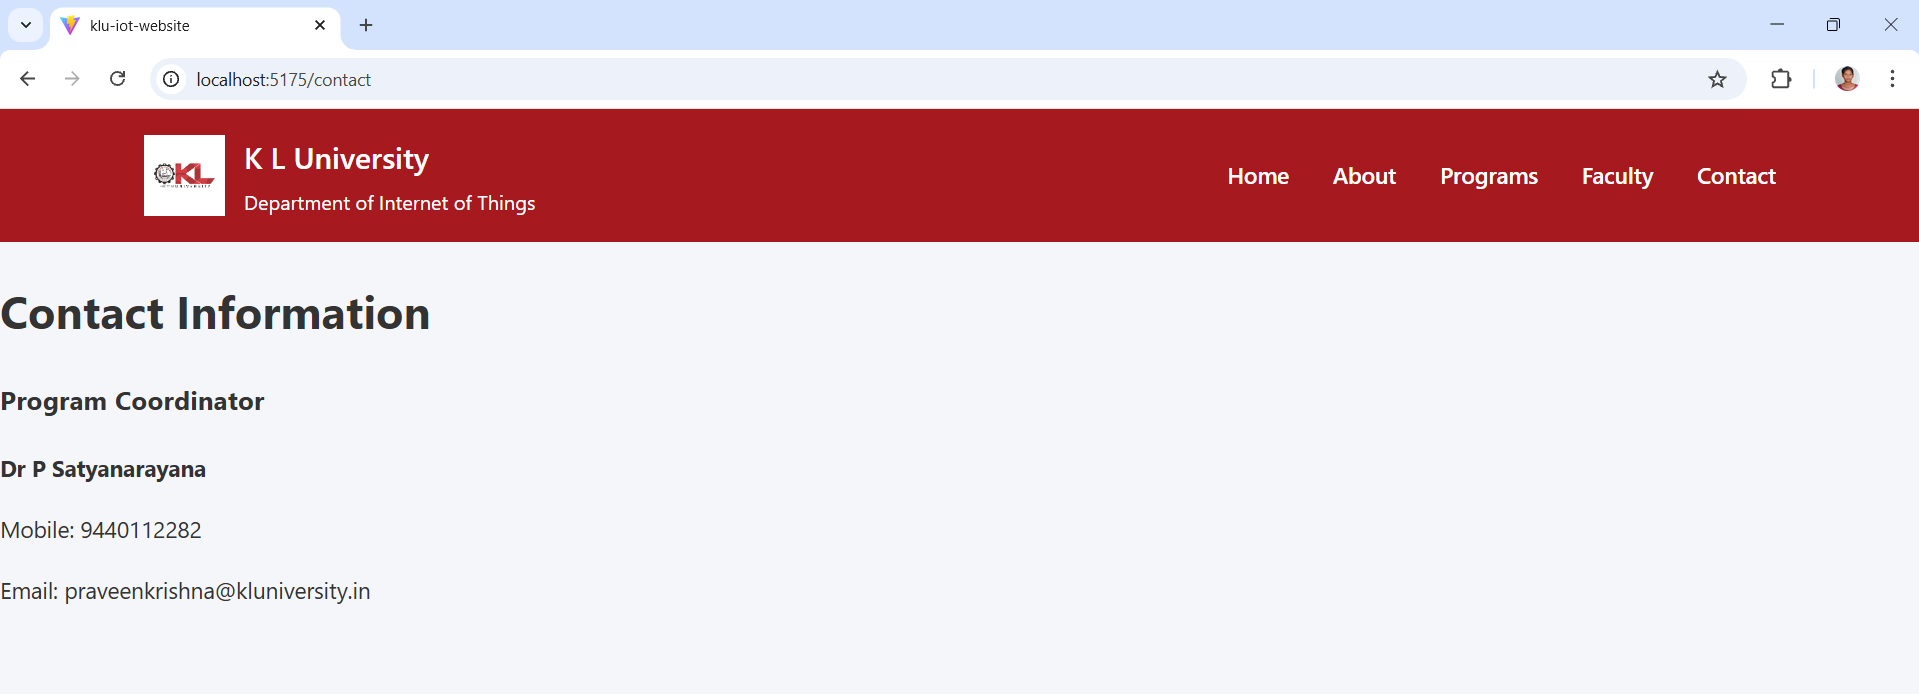 klu-iot-website
localhost:5175/contact
KL
K L University
Department of Internet of Things
Home About Programs Faculty Contact
Contact Information
Program Coordinator
Dr P Satyanarayana
Mobile: 9440112282
Email: praveenkrishna@kluniversity.in